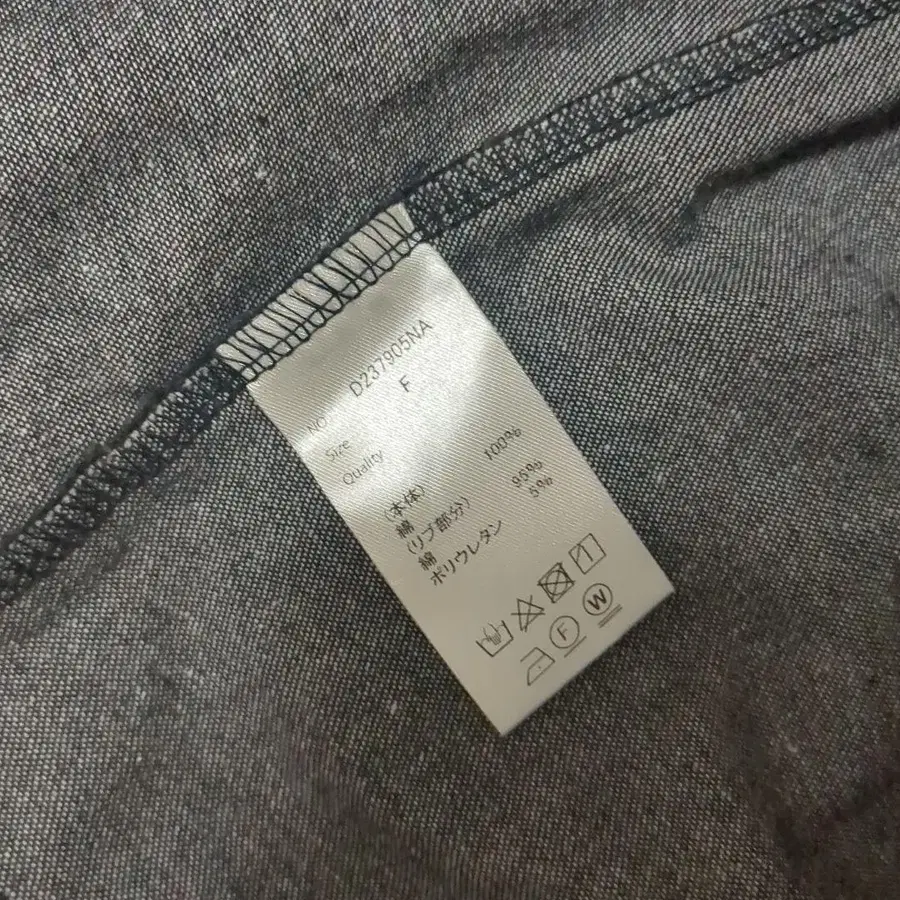 NO. D237905NA
Size F
Quality
(本体)
綿 100%
(リブ部分)
綿 95%
ポリウレタン 5%
F W